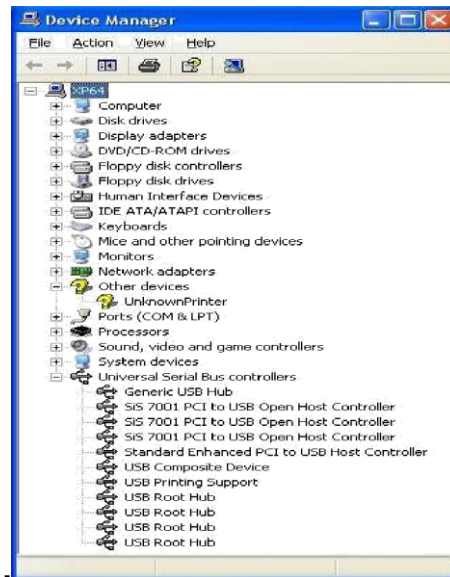 Device Manager
File Action View Help
XP64
Computer
Disk drives
Display adapters
DVD/CD-ROM drives
Floppy disk controllers
Floppy disk drives
Human Interface Devices
IDE ATA/ATAPI controllers
Keyboards
Mice and other pointing devices
Monitors
Network adapters
Other devices
UnknownPrinter
Ports (COM & LPT)
Processors
Sound, video and game controllers
System devices
Universal Serial Bus controllers
Generic USB Hub
SiS 7001 PCI to USB Open Host Controller
SiS 7001 PCI to USB Open Host Controller
SiS 7001 PCI to USB Open Host Controller
Standard Enhanced PCI to USB Host Controller
USB Composite Device
USB Printing Support
USB Root Hub
USB Root Hub
USB Root Hub
USB Root Hub